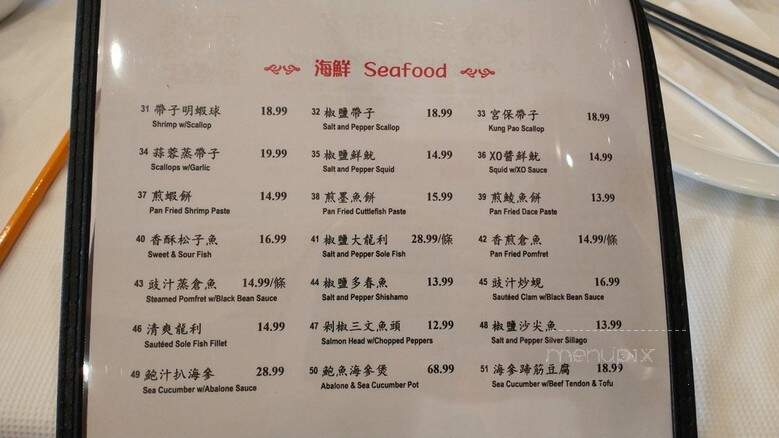 海鮮 Seafood
31 帶子明蝦球 18.99 32 椒鹽帶子 18.99 33 宮保帶子 18.99
Shrimp w/Scallop Salt and Pepper Scallop Kung Pao Scallop
34 蒜蓉蒸帶子 19.99 35 椒鹽鮮魷 14.99 36 XO醬鮮魷 14.99
Scallops w/Garlic Salt and Pepper Squid Squid w/XO Sauce
37 煎蝦餅 14.99 38 煎墨魚餅 15.99 39 煎鯪魚餅 13.99
Pan Fried Shrimp Paste Pan Fried Cuttlefish Paste Pan Fried Dace Paste
40 香酥松子魚 16.99 41 椒鹽大龍利 28.99/條 42 香煎倉魚 14.99/條
Sweet & Sour Fish Salt and Pepper Sole Fish Pan Fried Pomfret
43 豉汁蒸倉魚 14.99/條 44 椒鹽多春魚 13.99 45 豉汁炒蜆 16.99
Steamed Pomfret w/Black Bean Sauce Salt and Pepper Shishamo Sautéed Clam w/Black Bean Sauce
46 清爽龍利 14.99 47 剁椒三文魚頭 12.99 48 椒鹽沙尖魚 13.99
Sautéed Sole Fish Fillet Salmon Head w/Chopped Peppers Salt and Pepper Silver Sillago
menupix
49 鮑汁扒海參 28.99 50 鮑魚海參煲 68.99 51 海參蹄筋豆腐 18.99
Sea Cucumber w/Abalone Sauce Abalone & Sea Cucumber Pot Sea Cucumber w/Beef Tendon & Tofu